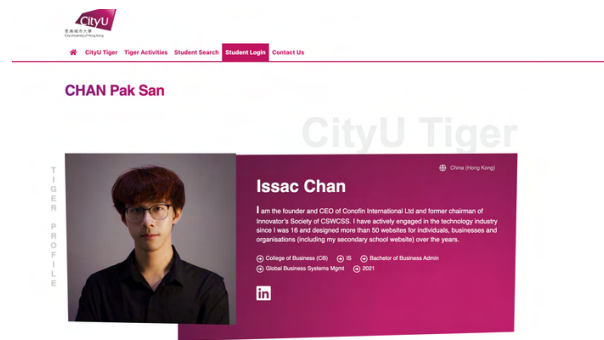 CityU
香港城市大學
City University of Hong Kong
CityU Tiger Tiger Activities Student Search Student Login Contact Us
CHAN Pak San
CityU Tiger
TIGER PROFILE
China (Hong Kong)
Issac Chan
I am the founder and CEO of Conofin International Ltd and former chairman of
Innovator's Society of CSWCSS. I have actively engaged in the technology industry
since I was 16 and designed more than 50 websites for individuals, businesses and
organisations (including my secondary school website) over the years.
College of Business (CB) IS Bachelor of Business Admin
Global Business Systems Mgmt 2021
in